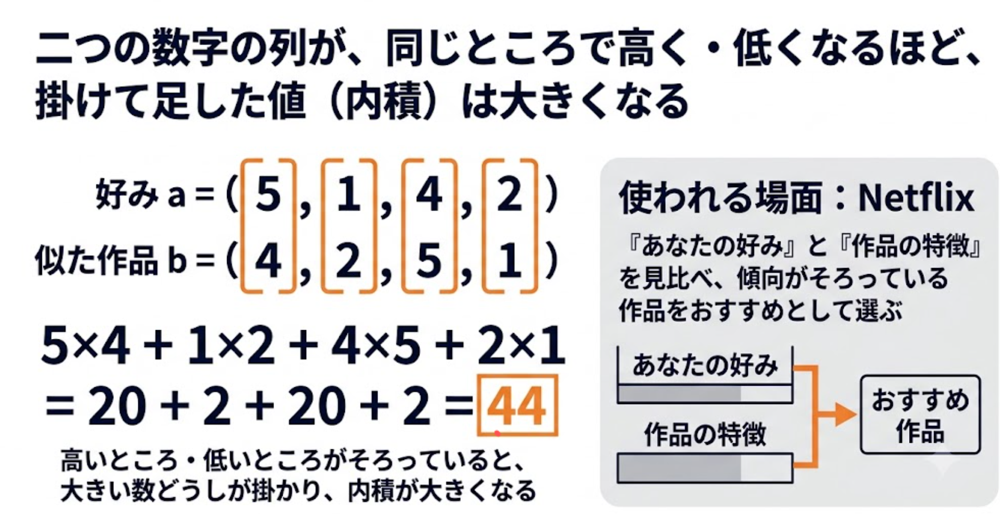 二つの数字の列が、同じところで高く・低くなるほど、
掛けて足した値（内積）は大きくなる
好み a = ( 5 , 1 , 4 , 2 )
似た作品 b = ( 4 , 2 , 5 , 1 )
5×4 + 1×2 + 4×5 + 2×1
= 20 + 2 + 20 + 2 = 44
高いところ・低いところがそろっていると、
大きい数どうしが掛かり、内積が大きくなる
使われる場面：Netflix
『あなたの好み』と『作品の特徴』
を見比べ、傾向がそろっている
作品をおすすめとして選ぶ
あなたの好み
作品の特徴
おすすめ
作品